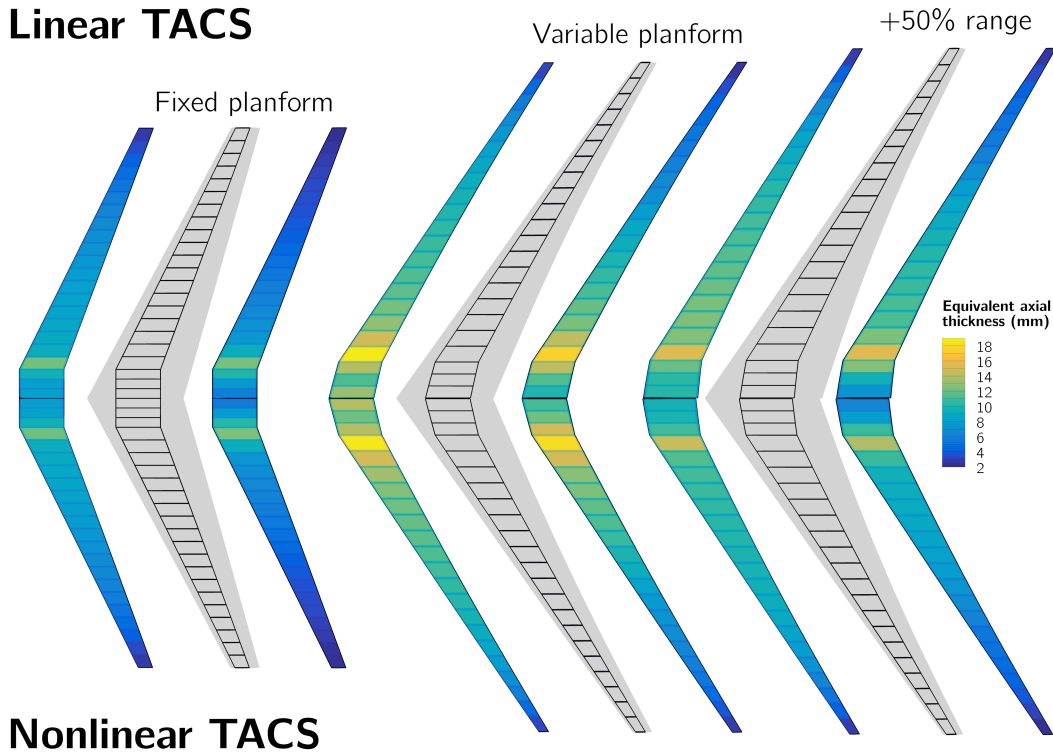 Linear TACS
+50% range
Variable planform
Fixed planform
Equivalent axial
thickness (mm)
18
16
14
12
10
8
6
4
2
Nonlinear TACS